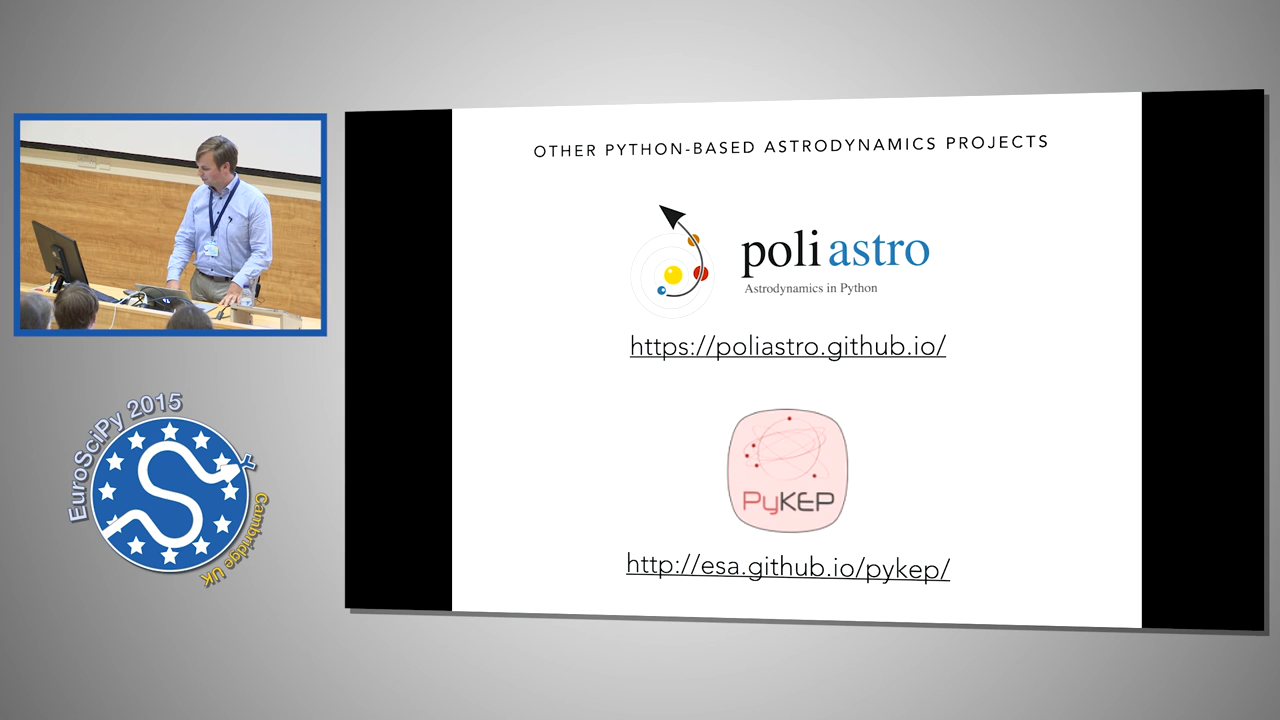 OTHER PYTHON-BASED ASTRODYNAMICS PROJECTS
poliastro
Astrodynamics in Python
https://poliastro.github.io/
PyKEP
http://esa.github.io/pykep/
EuroSciPy 2015
Cambridge UK